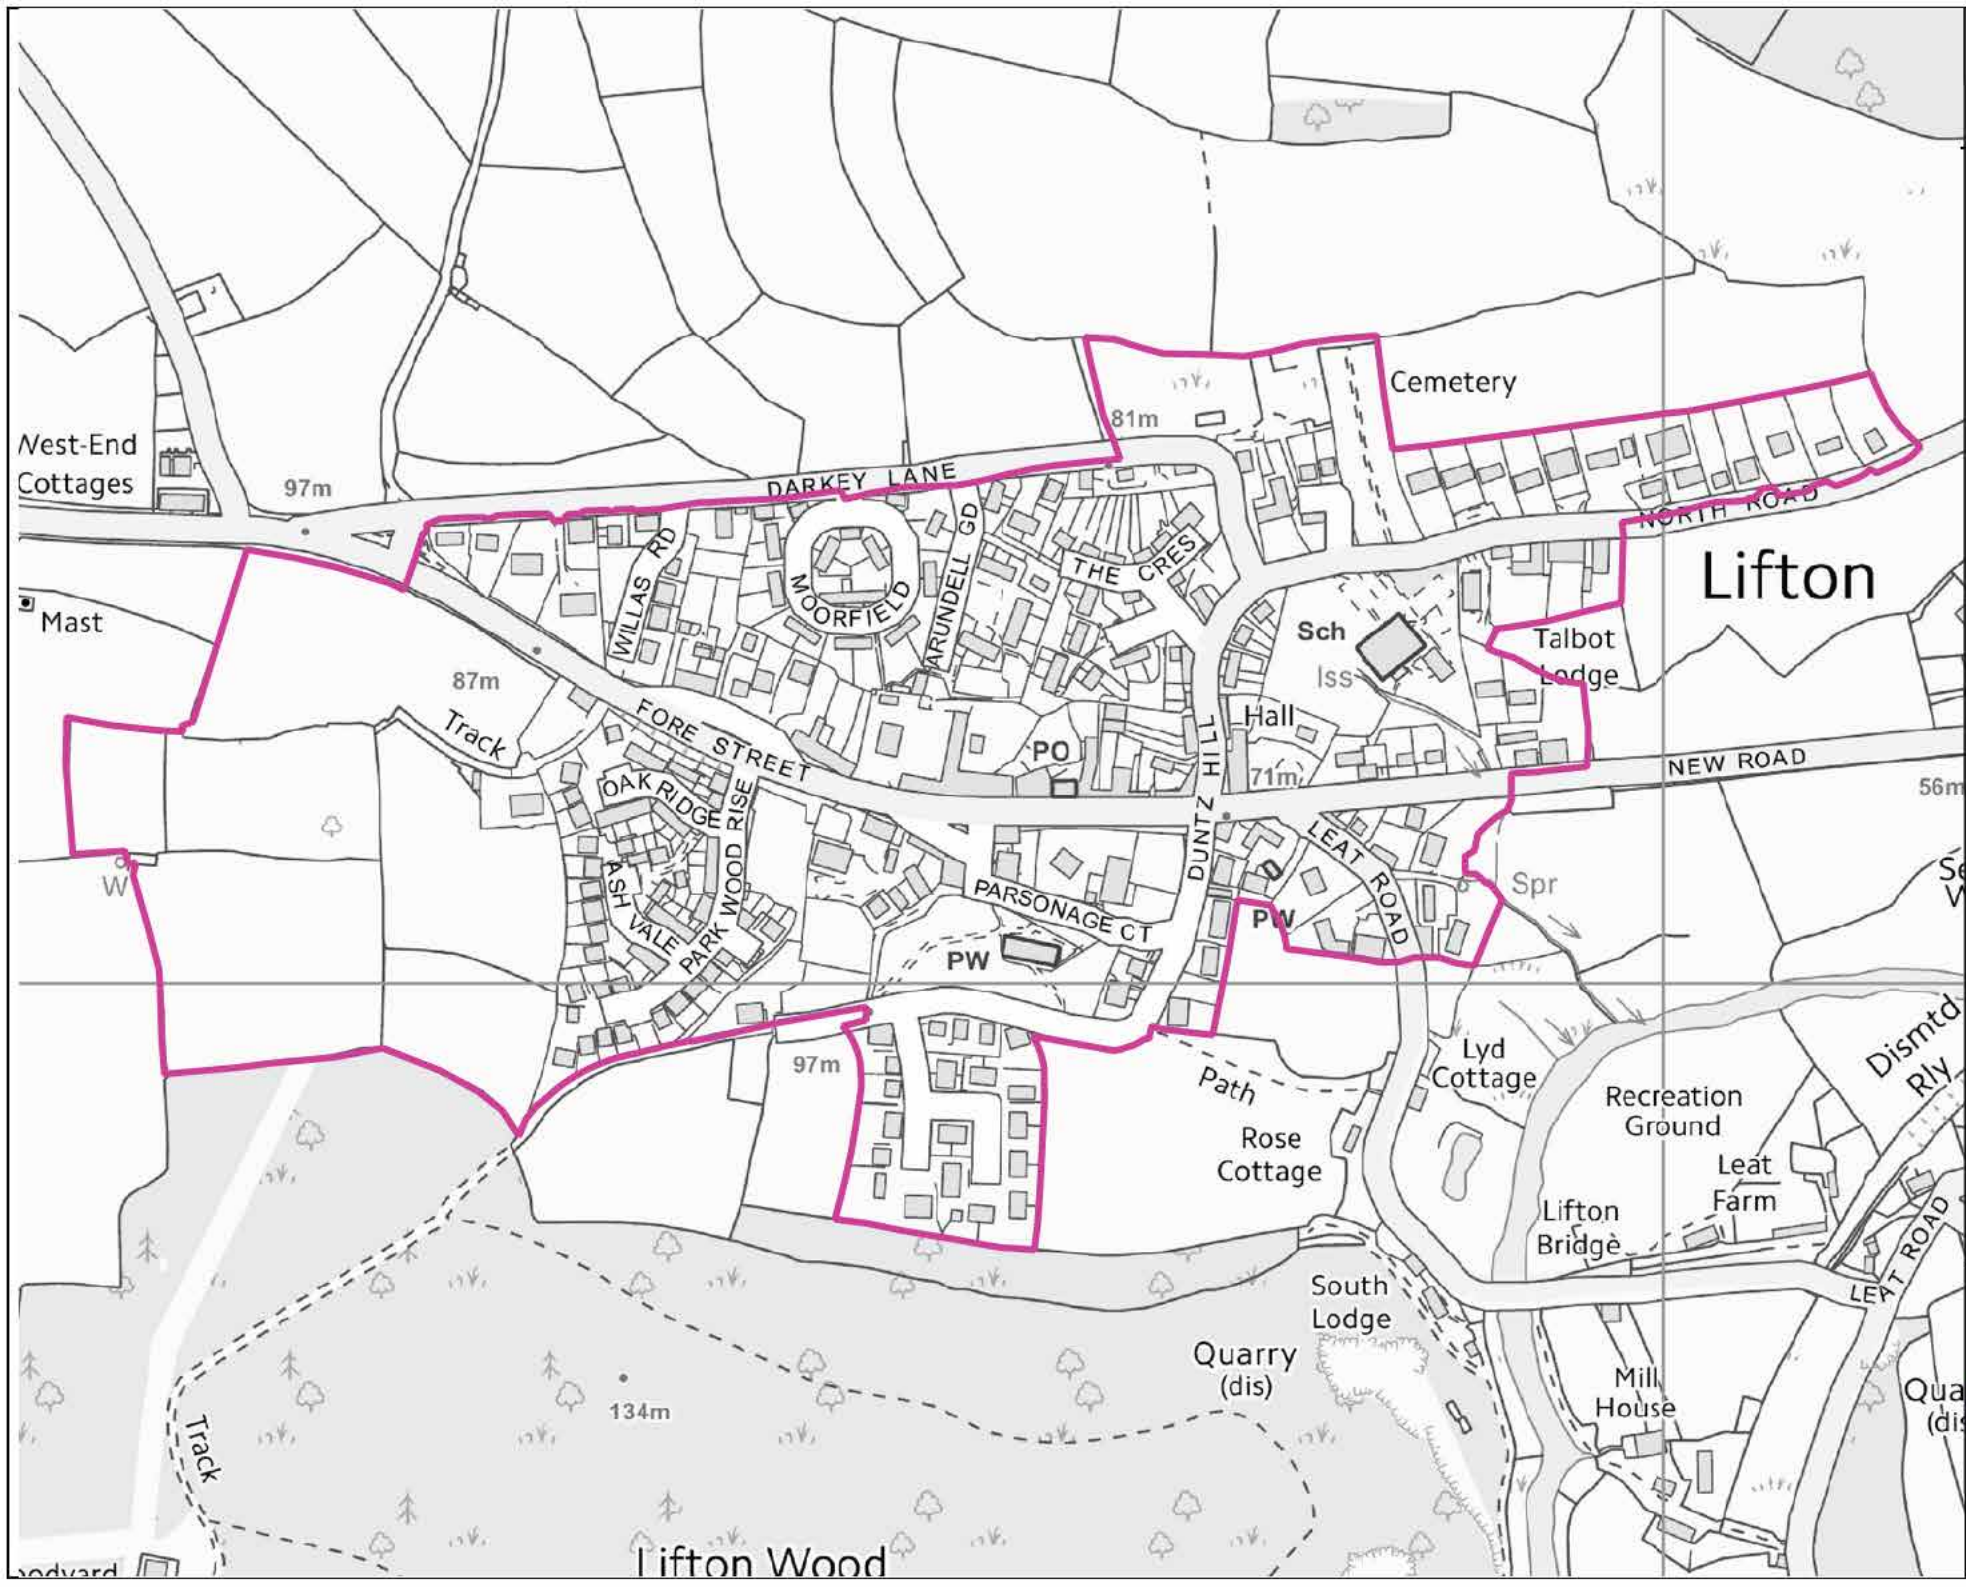 81m
Cemetery
West-End
Cottages
97m
DARKEY LANE
NORTH ROAD
Lifton
Mast
WILLAS RD
MOORFIELD
ARUNDELL GD
THE CRES
Sch
Iss
Talbot
Lodge
87m
Track
FORE STREET
PO
Hall
DUNTZ HILL
71m
NEW ROAD
56m
OAK RIDGE
ASH VALE
PARK WOOD RISE
LEAT ROAD
W
PARSONAGE CT
PW
PW
Spr
97m
Path
Lyd
Cottage
Rose
Cottage
Recreation
Ground
Dismtd
Rly
Leat
Farm
Lifton
Bridge
LEAT ROAD
South
Lodge
Quarry
(dis)
134m
Mill
House
Track
Lifton Wood